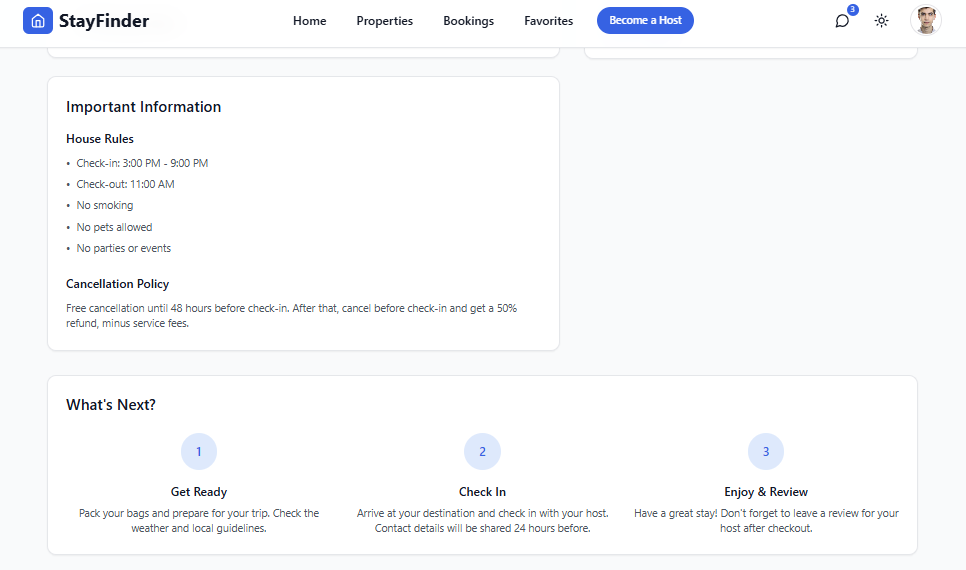 StayFinder
Home
Properties
Bookings
Favorites
Become a Host
3
Important Information
House Rules
• Check-in: 3:00 PM - 9:00 PM
• Check-out: 11:00 AM
• No smoking
• No pets allowed
• No parties or events
Cancellation Policy
Free cancellation until 48 hours before check-in. After that, cancel before check-in and get a 50%
refund, minus service fees.
What's Next?
1
Get Ready
Pack your bags and prepare for your trip. Check the
weather and local guidelines.
2
Check In
Arrive at your destination and check in with your host.
Contact details will be shared 24 hours before.
3
Enjoy & Review
Have a great stay! Don't forget to leave a review for your
host after checkout.